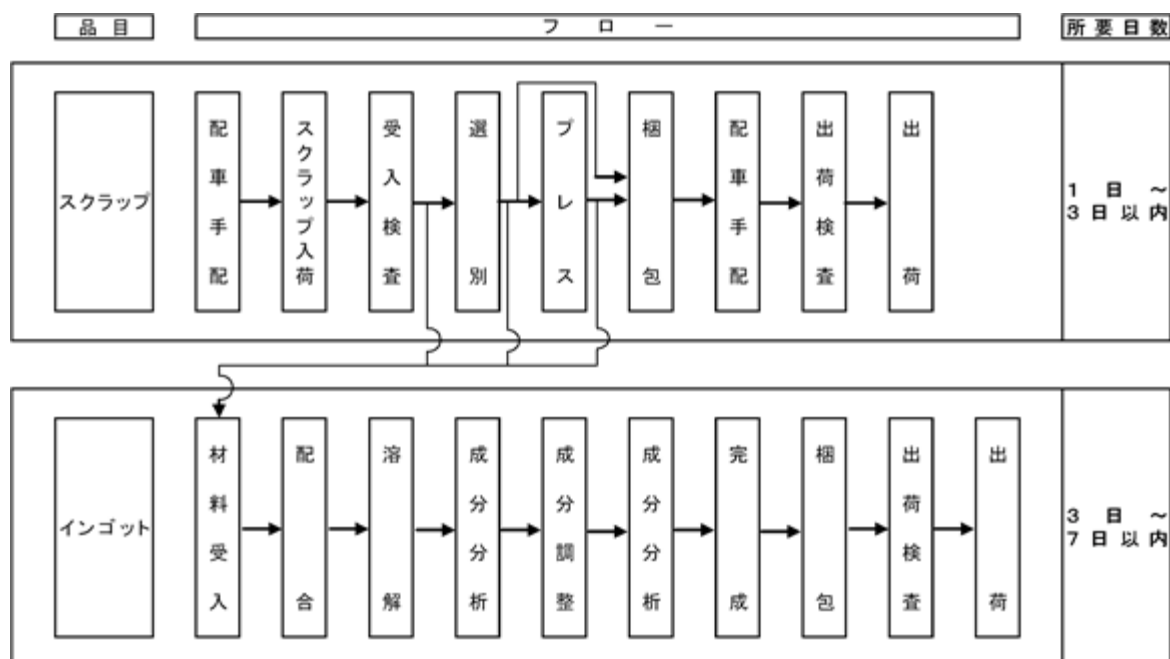 品目
フロー
所要日数
スクラップ
配車手配
スクラップ入荷
受入検査
選別
プレス
梱包
配車手配
出荷検査
出荷
1日～
3日以内
インゴット
材料受入
配合
溶解
成分分析
成分調整
成分分析
完成
梱包
出荷検査
出荷
3日～
7日以内